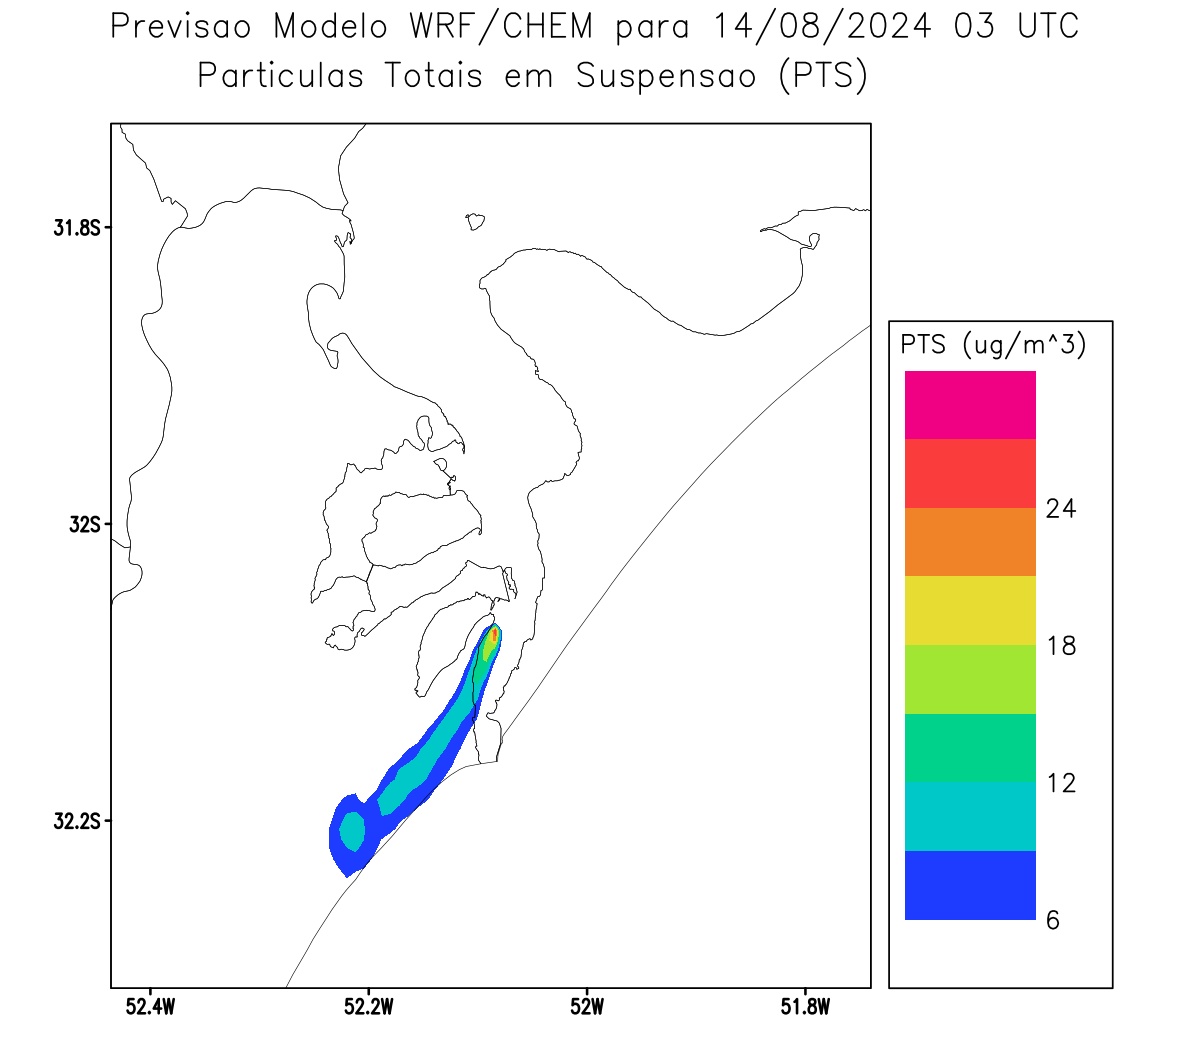 Previsao Modelo WRF/CHEM para 14/08/2024 03 UTC
Particulas Totais em Suspensao (PTS)
31.8S
32S
32.2S
52.4W
52.2W
52W
51.8W
PTS (ug/m^3)
24
18
12
6